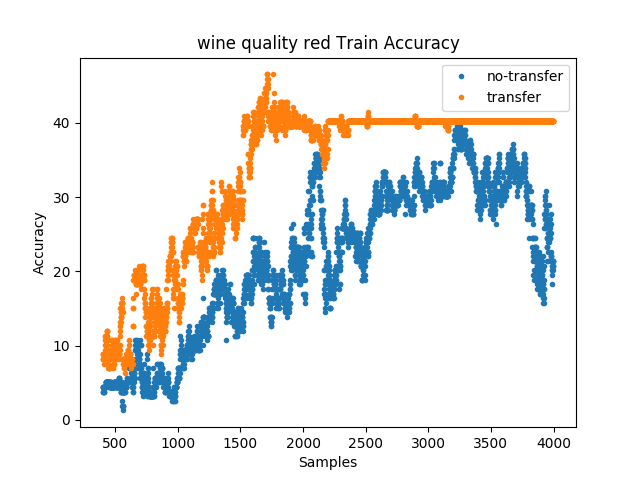 wine quality red Train Accuracy
no-transfer
transfer
Accuracy
40
30
20
10
0
500 1000 1500 2000 2500 3000 3500 4000
Samples